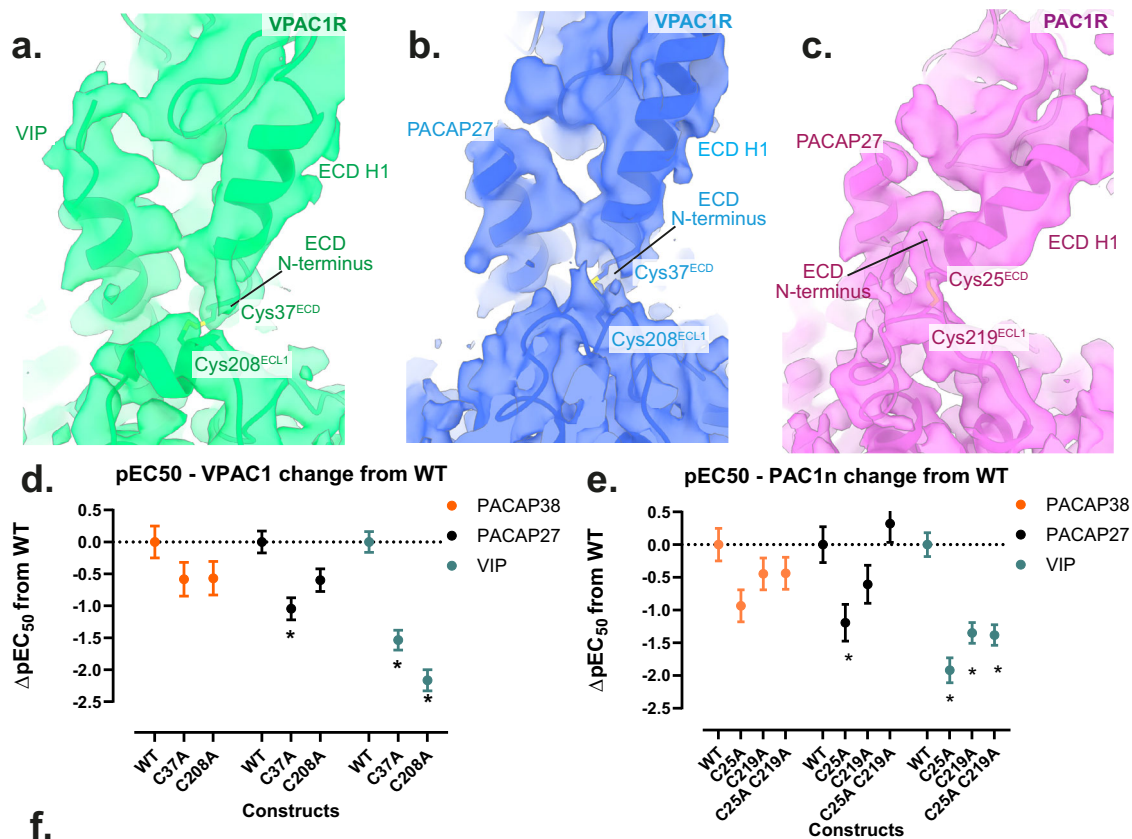 a.
VPAC1R
VIP
ECD H1
ECD
N-terminus
Cys37ECD
Cys208ECL1
b.
VPAC1R
PACAP27
ECD H1
ECD
N-terminus
Cys37ECD
Cys208ECL1
c.
PAC1R
PACAP27
ECD H1
ECD
N-terminus
Cys25ECD
Cys219ECL1
d.
pEC50 - VPAC1 change from WT
PACAP38
PACAP27
VIP
ΔpEC50 from WT
0.5
0.0
-0.5
-1.0
-1.5
-2.0
-2.5
*
*
*
WT
C37A
C208A
WT
C37A
C208A
WT
C37A
C208A
Constructs
e.
pEC50 - PAC1n change from WT
PACAP38
PACAP27
VIP
ΔpEC50 from WT
0.5
0.0
-0.5
-1.0
-1.5
-2.0
-2.5
*
*
*
*
WT
C25A
C219A
C25A C219A
WT
C25A
C219A
C25A C219A
WT
C25A
C219A
C25A C219A
Constructs
f.